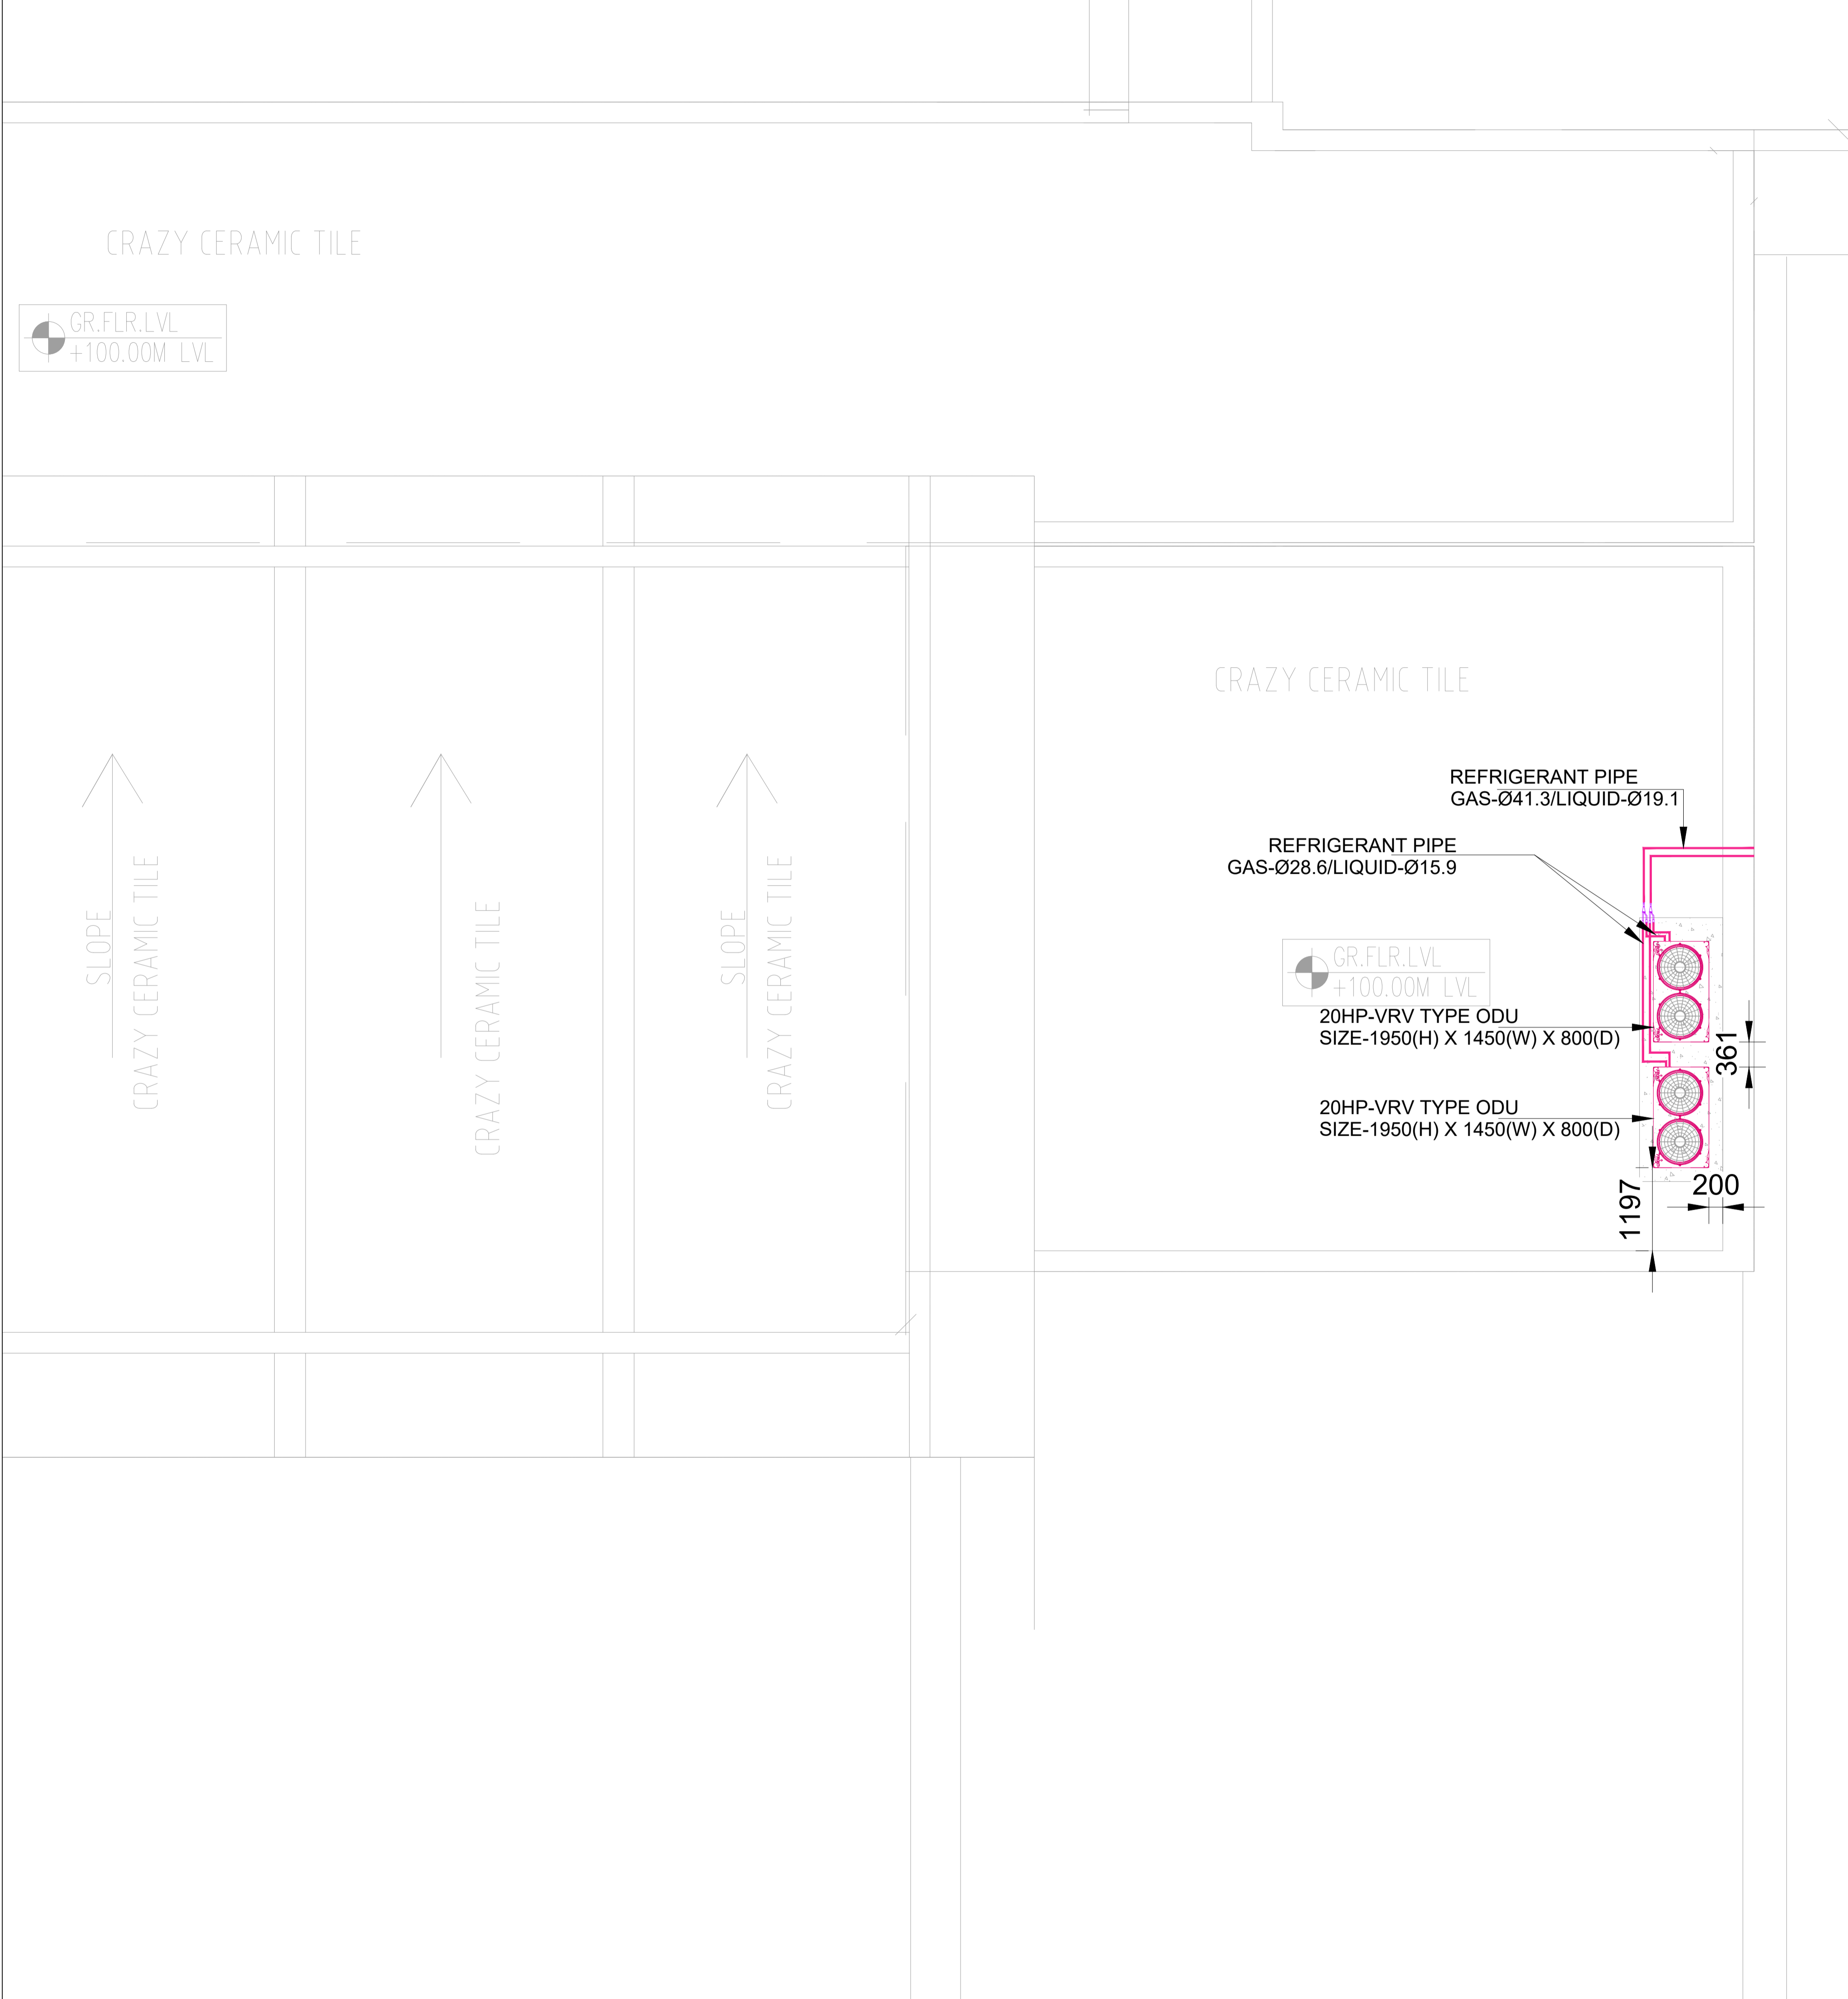 CRAZY CERAMIC TILE
GR.FLR.LVL
+100.00M LVL
CRAZY CERAMIC TILE
REFRIGERANT PIPE
GAS-Ø41.3/LIQUID-Ø19.1
REFRIGERANT PIPE
GAS-Ø28.6/LIQUID-Ø15.9
SLOPE
CRAZY CERAMIC TILE
CRAZY CERAMIC TILE
SLOPE
CRAZY CERAMIC TILE
GR.FLR.LVL
+100.00M LVL
20HP-VRV TYPE ODU
SIZE-1950(H) X 1450(W) X 800(D)
361
20HP-VRV TYPE ODU
SIZE-1950(H) X 1450(W) X 800(D)
1197
200